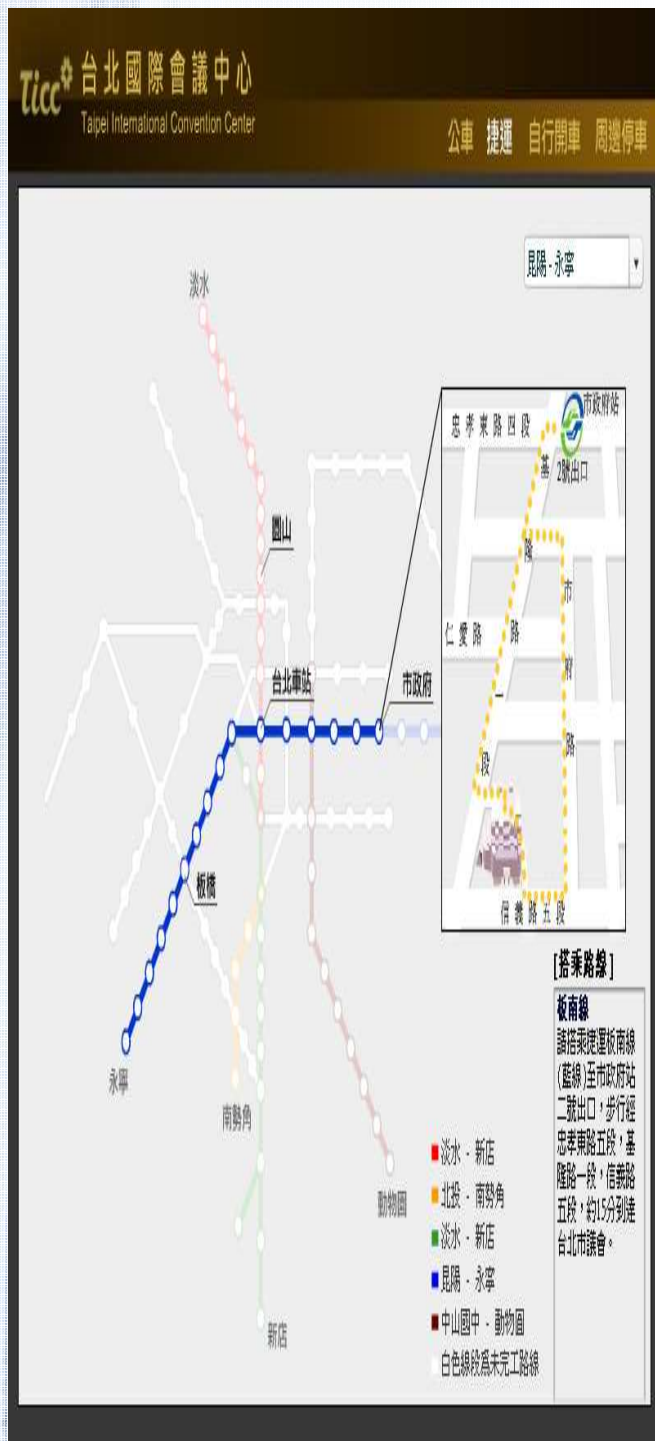 Ticc 台北國際會議中心
Taipei International Convention Center
公車 捷運 自行開車 周邊停車
昆陽 - 永寧
淡水
圓山
台北車站
市政府
板橋
永寧
南勢角
動物園
新店
市政府站
2號出口
忠孝東路四段
基隆路一段
市府路
仁愛路
信義路五段
[搭乘路線]
板南線
請搭乘捷運板南線
(藍線)至市政府站
二號出口，步行經
忠孝東路五段，基
隆路一段，信義路
五段，約15分到達
台北市議會。
淡水 - 新店
北投 - 南勢角
淡水 - 新店
昆陽 - 永寧
中山國中 - 動物園
白色線段為未完工路線